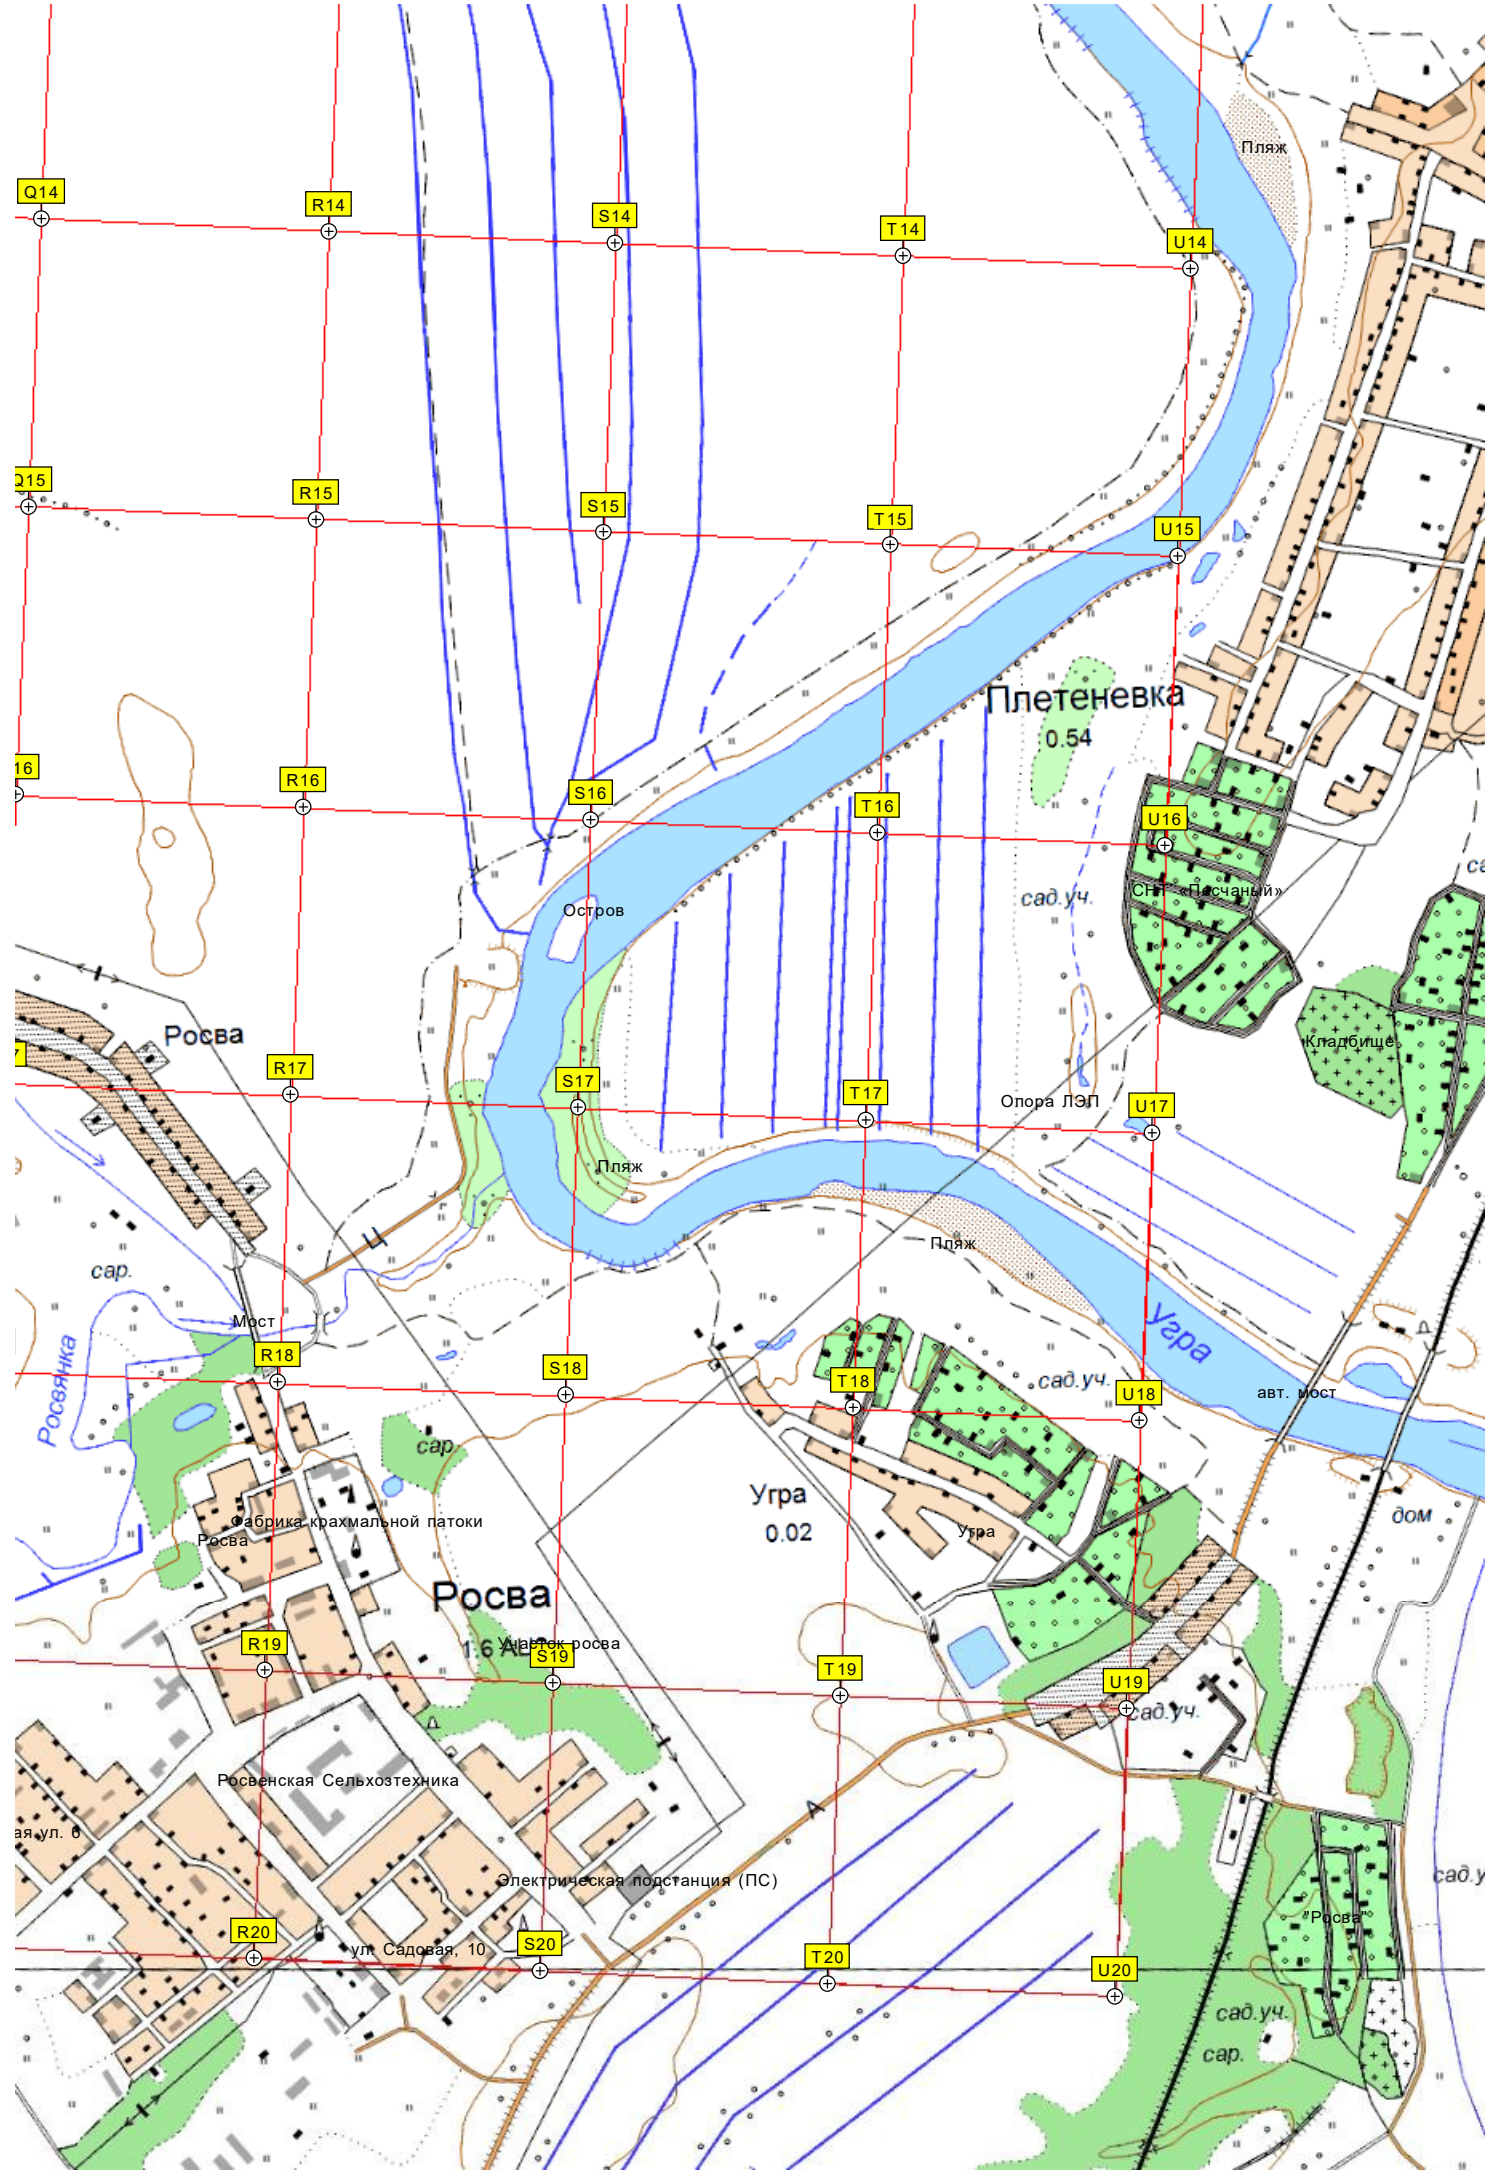 Пляж
Q14
R14
S14
T14
U14
Q15
R15
S15
T15
U15
Плетеневка
0.54
16
R16
S16
T16
U16
сад.уч.
СНТ «Песчаный»
Остров
Росва
Кладбище
R17
S17
T17
Опора ЛЭП
U17
Пляж
Пляж
сар.
Мост
Угра
Росвянка
R18
S18
T18
сад.уч.
U18
авт. мост
сар.
Угра
0.02
Фабрика крахмальной патоки
Росва
Угра
дом
Росва
1.6
Участок росва
R19
S19
T19
U19
сад.уч.
Росвенская Сельхозтехника
А
ая ул. 6
Электрическая подстанция (ПС)
сад.у
"Росва"
R20
ул. Садовая, 10
S20
T20
U20
сад.уч.
сар.